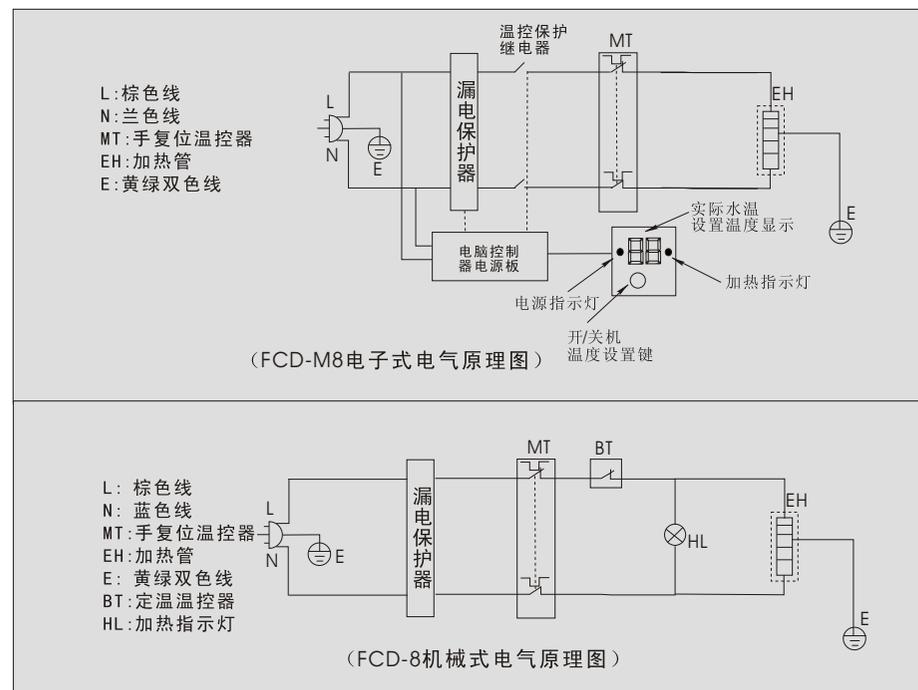 温控保护
继电器
MT
L:棕色线
N:兰色线
MT:手复位温控器
EH:加热管
E:黄绿双色线
L
N
E
漏电保护器
EH
E
实际水温
设置温度显示
电脑控制
器电源板
88
电源指示灯
加热指示灯
开/关机
温度设置键
（FCD-M8电子式电气原理图）
MT
BT
L: 棕色线
N: 蓝色线
MT:手复位温控器
EH:加热管
E: 黄绿双色线
BT:定温温控器
HL:加热指示灯
L
N
E
漏电保护器
HL
EH
E
（FCD-8机械式电气原理图）